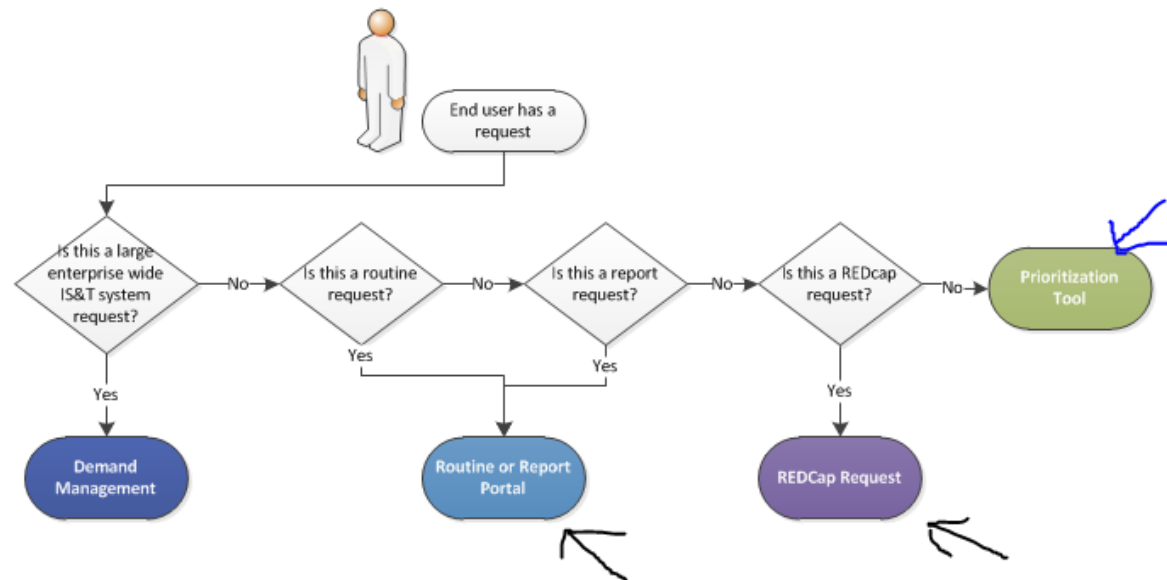 End user has a
request
Is this a large
enterprise wide
IS&T system
request?
No
Is this a routine
request?
No
Is this a report
request?
No
Is this a REDcap
request?
No
Prioritization
Tool
Yes
Yes
Yes
Yes
Demand
Management
Routine or Report
Portal
REDCap Request